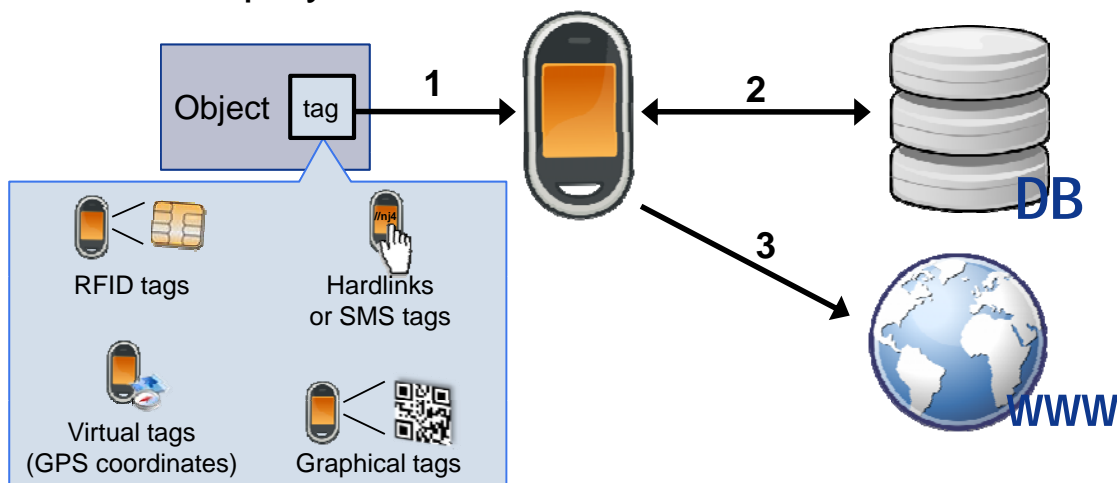 Object
tag
1
2
DB
3
www
//nj4
RFID tags
Hardlinks
or SMS tags
Virtual tags
(GPS coordinates)
Graphical tags